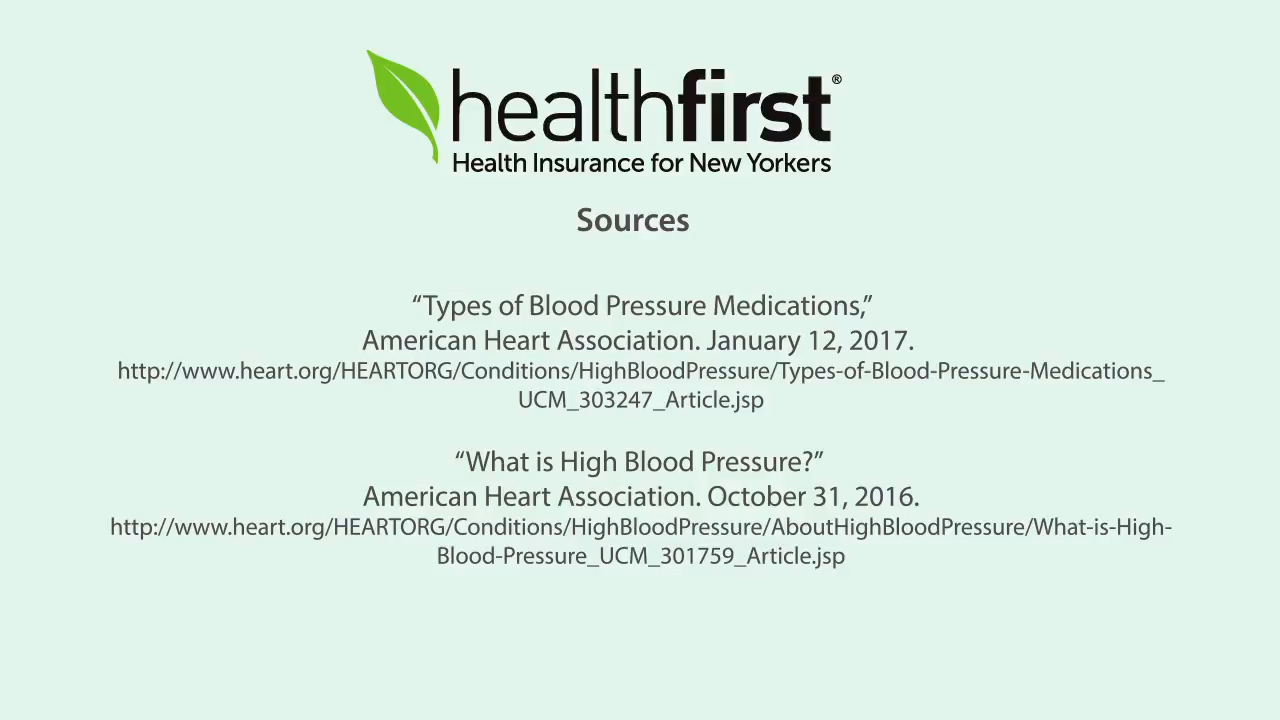 healthfirst®
Health Insurance for New Yorkers
Sources
“Types of Blood Pressure Medications,”
American Heart Association. January 12, 2017.
http://www.heart.org/HEARTORG/Conditions/HighBloodPressure/Types-of-Blood-Pressure-Medications_
UCM_303247_Article.jsp
“What is High Blood Pressure?”
American Heart Association. October 31, 2016.
http://www.heart.org/HEARTORG/Conditions/HighBloodPressure/AboutHighBloodPressure/What-is-High-
Blood-Pressure_UCM_301759_Article.jsp